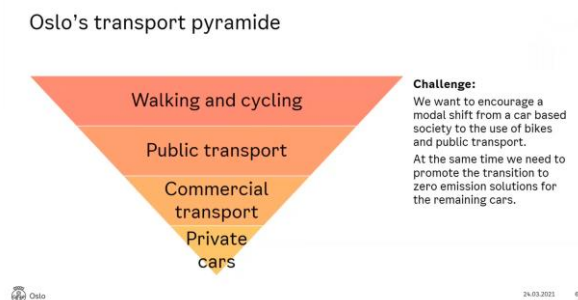 Oslo's transport pyramide
Walking and cycling
Public transport
Commercial
transport
Private
cars
Challenge:
We want to encourage a
modal shift from a car based
society to the use of bikes
and public transport.
At the same time we need to
promote the transition to
zero emission solutions for
the remaining cars.
Oslo
24.03.2021
6